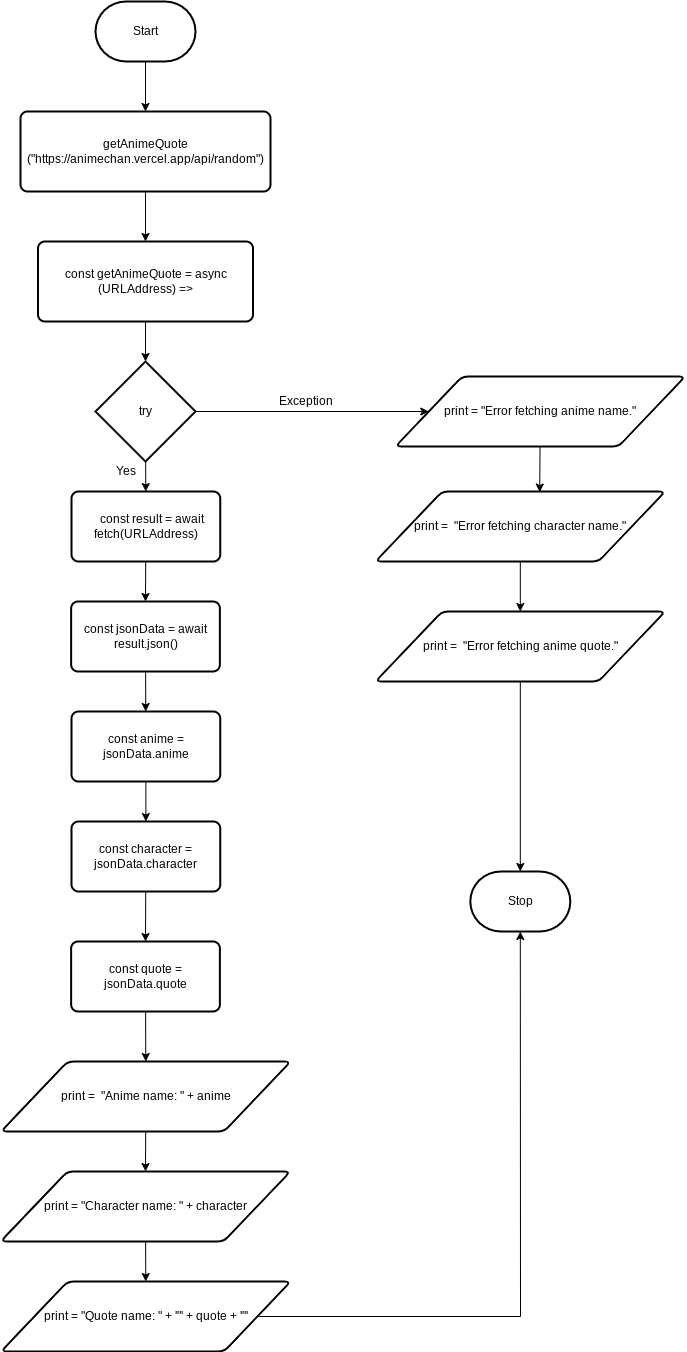 Start
getAnimeQuote
("https://animechan.vercel.app/api/random")
const getAnimeQuote = async
(URLAddress) =>
try
Exception
print = "Error fetching anime name."
Yes
const result = await
fetch(URLAddress)
print =  "Error fetching character name."
const jsonData = await
result.json()
print =  "Error fetching anime quote."
const anime =
jsonData.anime
const character =
jsonData.character
Stop
const quote =
jsonData.quote
print =  "Anime name: " + anime
print = "Character name: " + character
print = "Quote name: " + "" + quote + ""